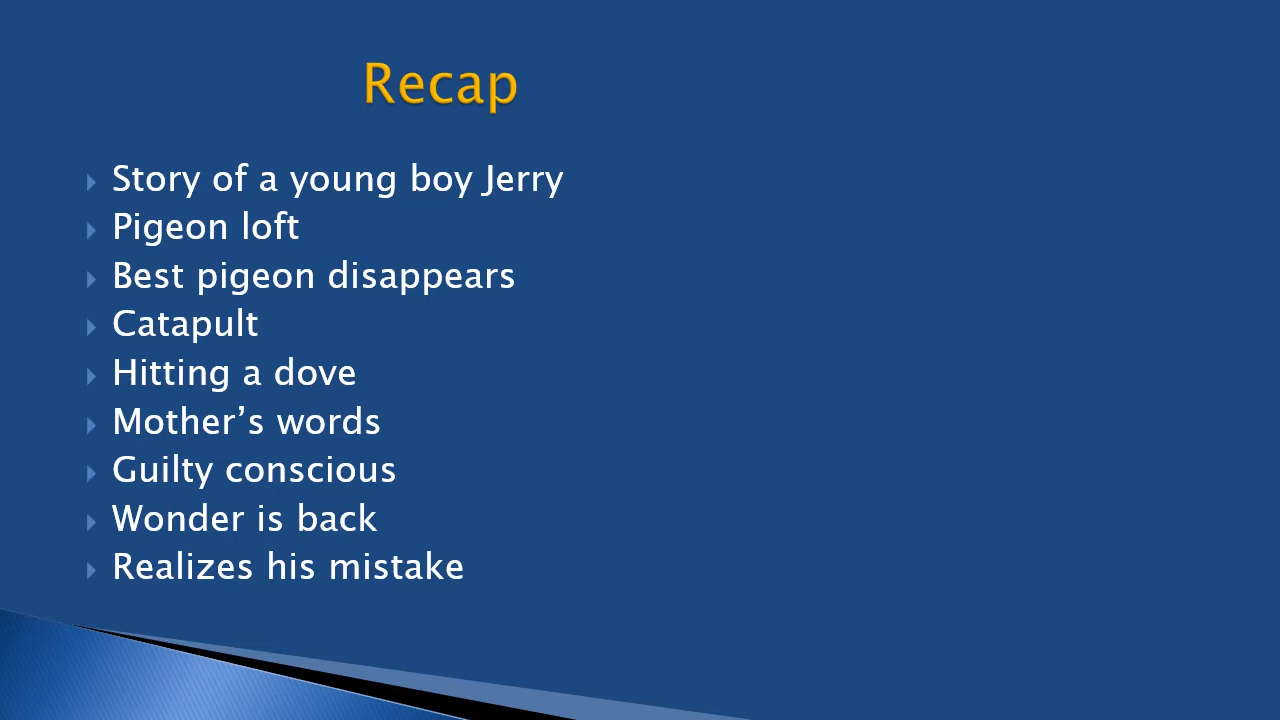 Recap
Story of a young boy Jerry
Pigeon loft
Best pigeon disappears
Catapult
Hitting a dove
Mother’s words
Guilty conscious
Wonder is back
Realizes his mistake